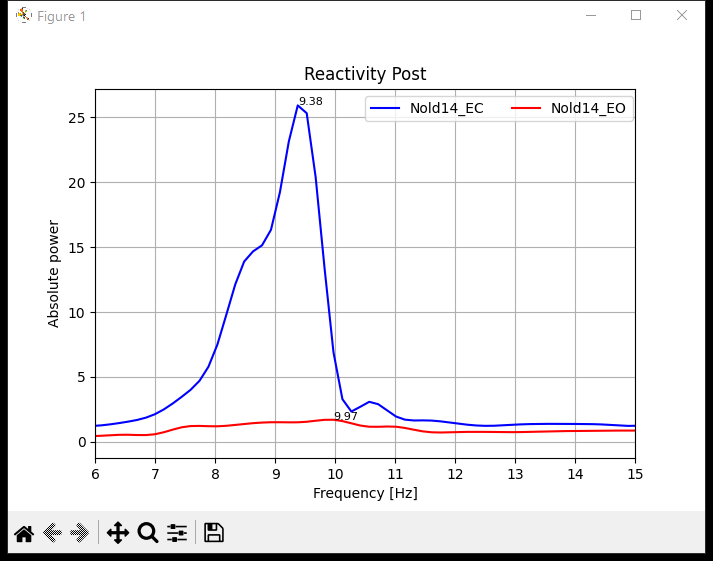 Figure 1
Reactivity Post
Nold14_EC Nold14_EO
9.38
9.97
Absolute power
25
20
15
10
5
0
6 7 8 9 10 11 12 13 14 15
Frequency [Hz]